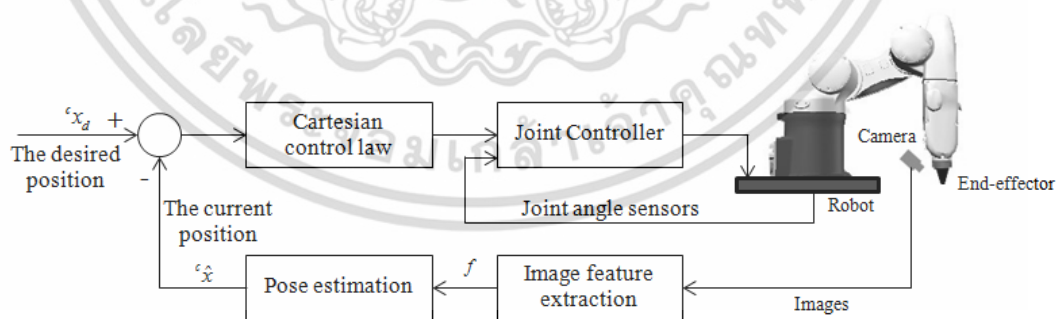 ᶜx_d +
The desired
position
-
Cartesian
control law
Joint Controller
Camera
End-effector
Robot
Joint angle sensors
The current
position
ᶜx̂
Pose estimation
f
Image feature
extraction
Images